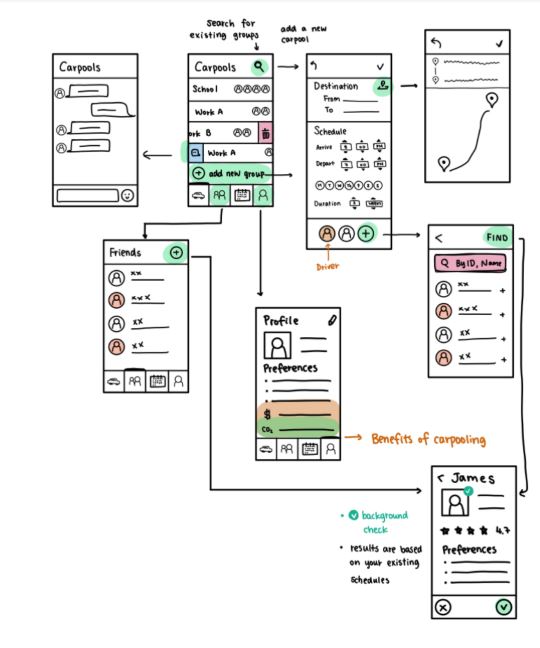 Search for
existing groups
add a new
carpool
Carpools
Carpools
School
Work A
ork B
Work A
add new group
Destination
From
To
Schedule
Arrive
Depart
Duration
Driver
Friends
xx
xxx
xx
xx
FIND
By ID, Name
xx
xxx
xx
xx
Profile
Preferences
$
CO₂
Benefits of carpooling
background
check
results are based
on your existing
schedules
James
4.7
Preferences